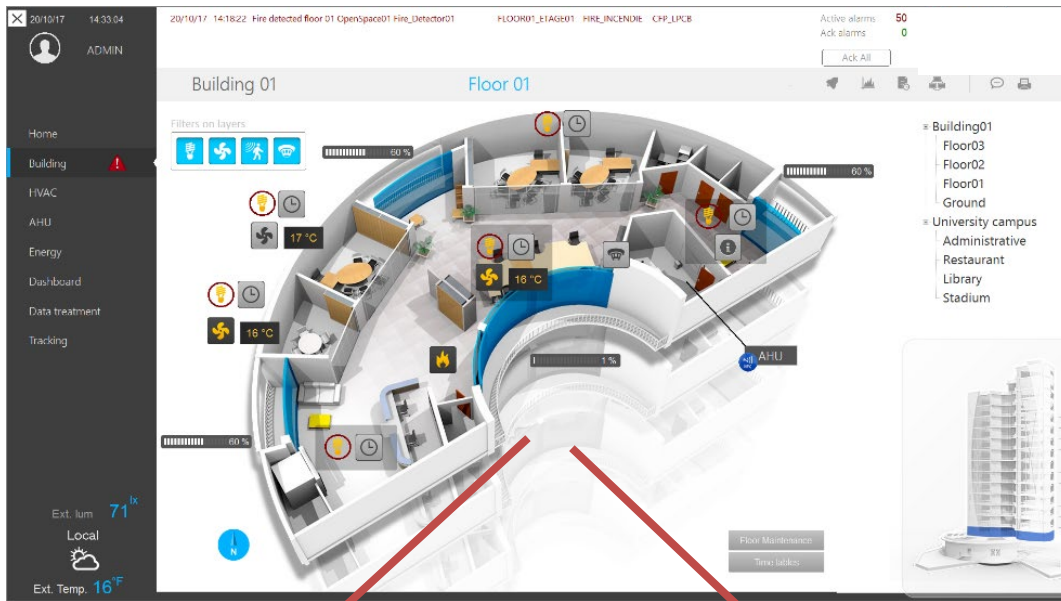 20/10/17 14:33:04
ADMIN
20/10/17 14:18:22 Fire detected floor 01 OpenSpace01 Fire_Detector01 FLOOR01_ETAGE01 FIRE_INCENDIE CFP_LPCB
Active alarms 50
Ack alarms 0
Ack All
Building 01
Floor 01
Home
Building
HVAC
AHU
Energy
Dashboard
Data treatment
Tracking
Filters on layers
60 %
60 %
17 °C
16 °C
16 °C
1 %
AHU
60 %
N
Building01
Floor03
Floor02
Floor01
Ground
University campus
Administrative
Restaurant
Library
Stadium
Floor Maintenance
Time tables
Ext. lum 71 lx
Local
Ext. Temp. 16 °F